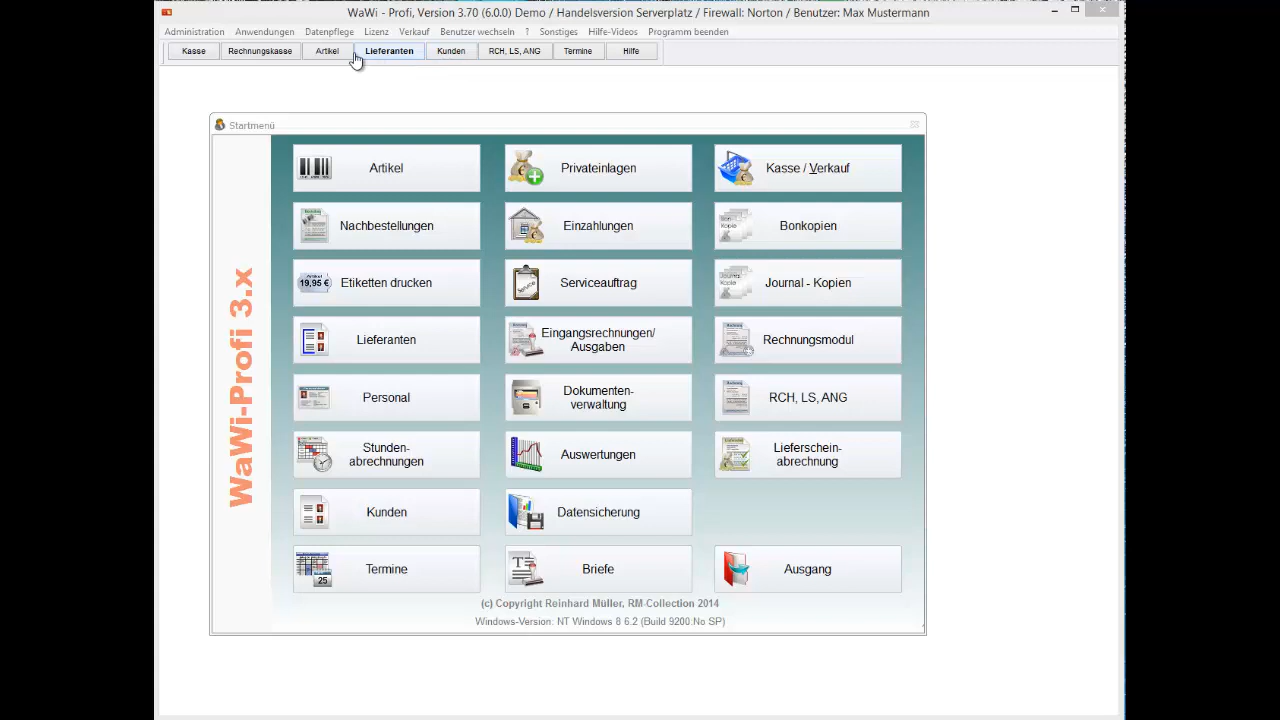 WaWi - Profi, Version 3.70 (6.0.0) Demo / Handelsversion Serverplatz / Firewall: Norton / Benutzer: Max Mustermann
Administration Anwendungen Datenpflege Lizenz Verkauf Benutzer wechseln ? Sonstiges Hilfe-Videos Programm beenden
Kasse Rechnungskasse Artikel Lieferanten Kunden RCH, LS, ANG Termine Hilfe
Startmenü
WaWi-Profi 3.x
Artikel
Privateinlagen
Kasse / Verkauf
Nachbestellungen
Einzahlungen
Bonkopien
Artikel
19,95 €
Etiketten drucken
Service
Serviceauftrag
Journal - Kopien
Lieferanten
Eingangsrechnungen/
Ausgaben
Rechnungsmodul
Personal
Dokumenten-
verwaltung
RCH, LS, ANG
Stunden-
abrechnungen
Auswertungen
Lieferschein-
abrechnung
Kunden
Datensicherung
25
Termine
Briefe
Ausgang
(c) Copyright Reinhard Müller, RM-Collection 2014
Windows-Version: NT Windows 8 6.2 (Build 9200:No SP)